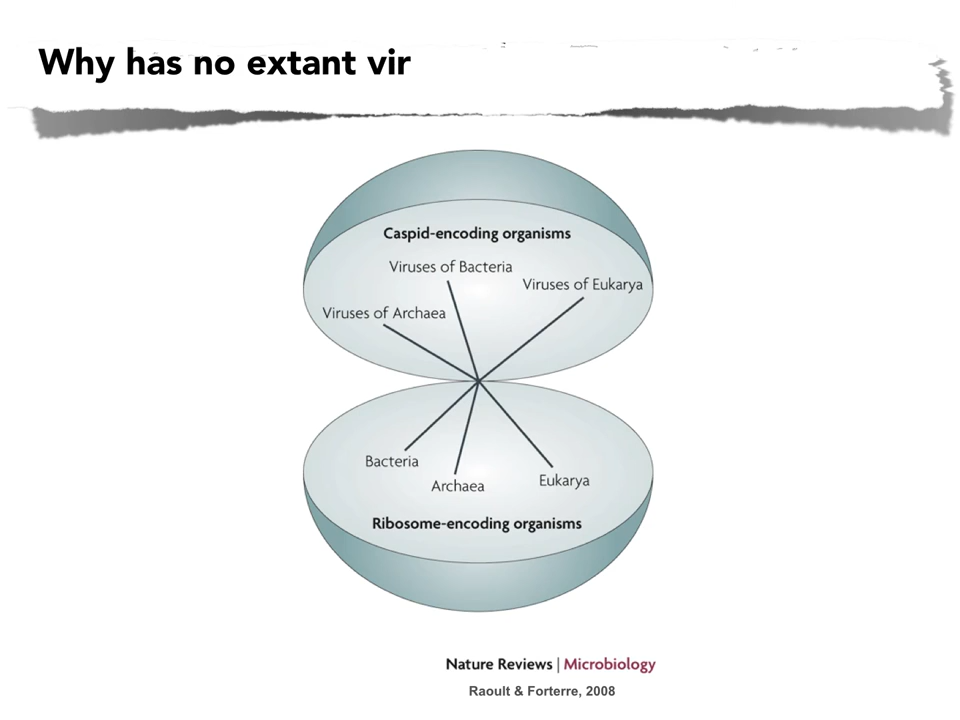 Why has no extant vir
Caspid-encoding organisms
Viruses of Bacteria
Viruses of Eukarya
Viruses of Archaea
Bacteria
Archaea
Eukarya
Ribosome-encoding organisms
Nature Reviews | Microbiology
Raoult & Forterre, 2008